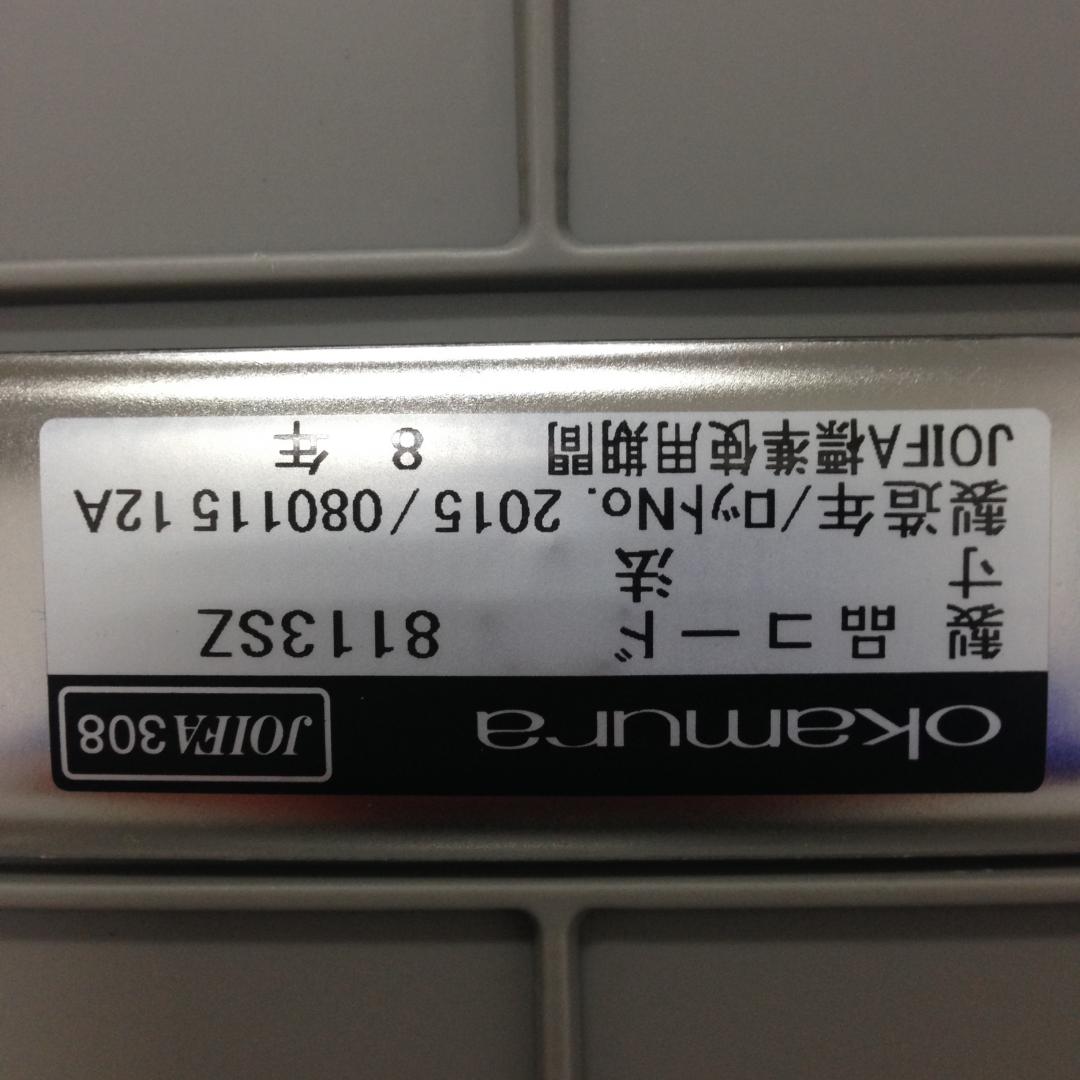 okamura JOIFA308
製品コード 8113SZ
寸法
製造年/ロットNo. 2015/080115 12A
JOIFA標準使用期間 8年